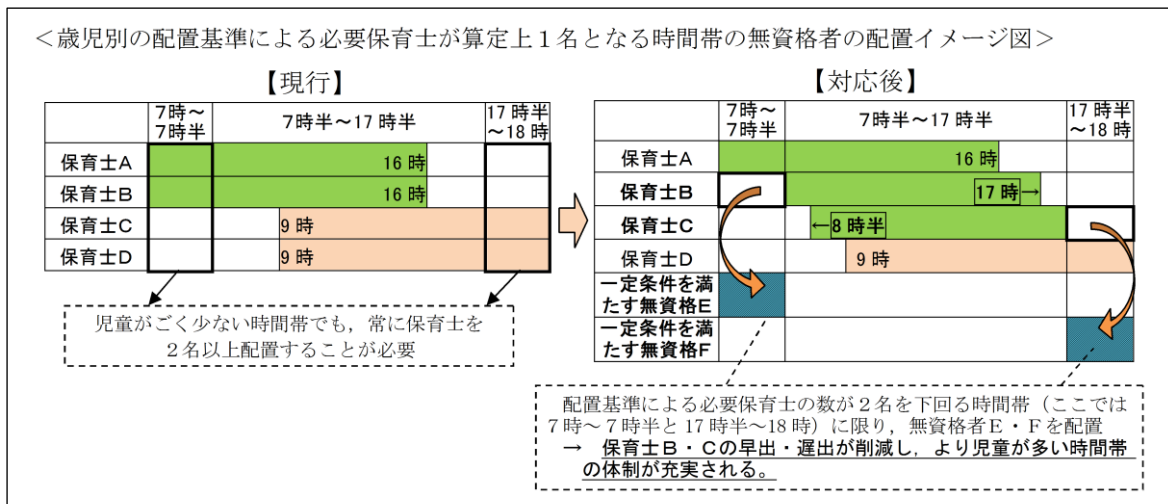 ＜歳児別の配置基準による必要保育士が算定上１名となる時間帯の無資格者の配置イメージ図＞
【現行】
7時～
7時半
7時半～17時半
17時半
～18時
保育士A
16時
保育士B
16時
保育士C
9時
保育士D
9時
児童がごく少ない時間帯でも，常に保育士を
２名以上配置することが必要
【対応後】
7時～
7時半
7時半～17時半
17時半
～18時
保育士A
16時
保育士B
17時→
保育士C
←8時半
保育士D
9時
一定条件を満
たす無資格E
一定条件を満
たす無資格F
配置基準による必要保育士の数が２名を下回る時間帯（ここでは
７時～７時半と17時半～18時）に限り，無資格者Ｅ・Ｆを配置
→ 保育士Ｂ・Ｃの早出・遅出が削減し，より児童が多い時間帯
の体制が充実される。